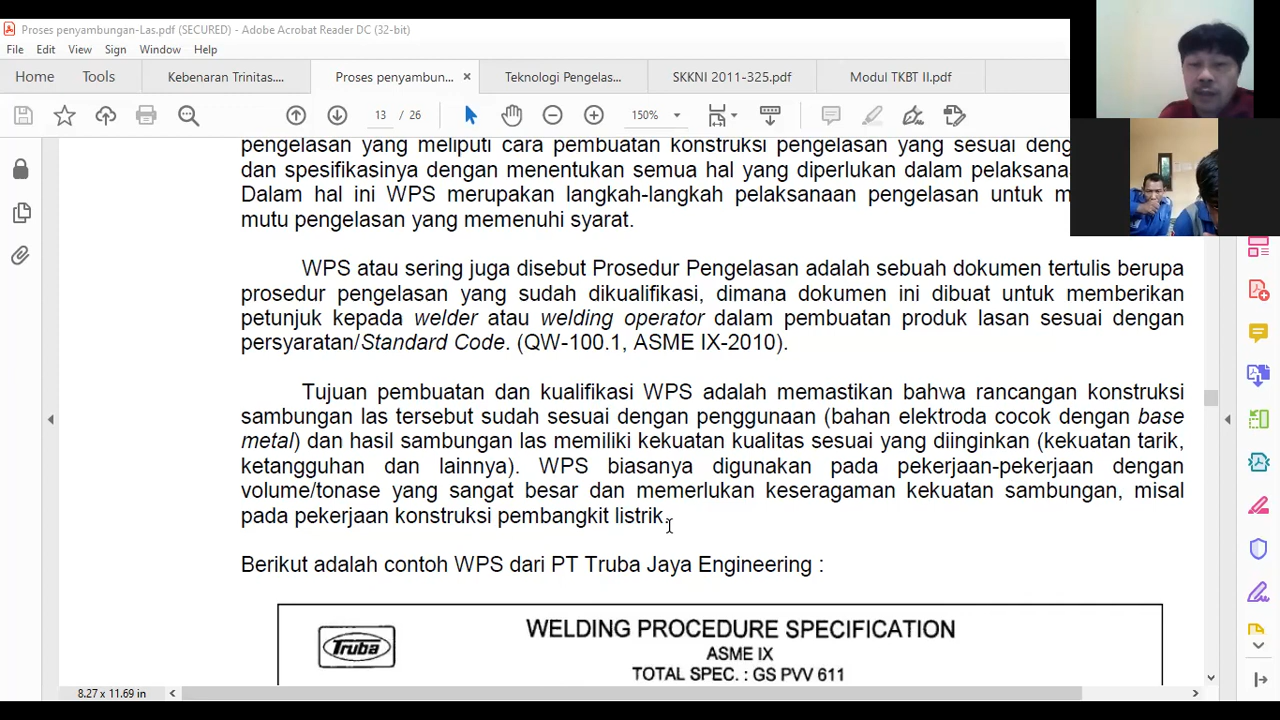 Proses penyambungan-Las.pdf (SECURED) - Adobe Acrobat Reader DC (32-bit)
File Edit View Sign Window Help
Home Tools Kebenaran Trinitas.... Proses penyambun... × Teknologi Pengelas... SKKNI 2011-325.pdf Modul TKBT II.pdf
13 / 26 150%
pengelasan yang meliputi cara pembuatan konstruksi pengelasan yang sesuai
dan spesifikasinya dengan menentukan semua hal yang diperlukan dalam
Dalam hal ini WPS merupakan langkah-langkah pelaksanaan pengelasan untuk
mutu pengelasan yang memenuhi syarat.
WPS atau sering juga disebut Prosedur Pengelasan adalah sebuah dokumen tertulis berupa
prosedur pengelasan yang sudah dikualifikasi, dimana dokumen ini dibuat untuk memberikan
petunjuk kepada welder atau welding operator dalam pembuatan produk lasan sesuai dengan
persyaratan/Standard Code. (QW-100.1, ASME IX-2010).
Tujuan pembuatan dan kualifikasi WPS adalah memastikan bahwa rancangan konstruksi
sambungan las tersebut sudah sesuai dengan penggunaan (bahan elektroda cocok dengan base
metal) dan hasil sambungan las memiliki kekuatan kualitas sesuai yang diinginkan (kekuatan tarik,
ketangguhan dan lainnya). WPS biasanya digunakan pada pekerjaan-pekerjaan dengan
volume/tonase yang sangat besar dan memerlukan keseragaman kekuatan sambungan, misal
pada pekerjaan konstruksi pembangkit listrik.
Berikut adalah contoh WPS dari PT Truba Jaya Engineering :
Truba
WELDING PROCEDURE SPECIFICATION
ASME IX
TOTAL SPEC. : GS PVV 611
8.27 x 11.69 in